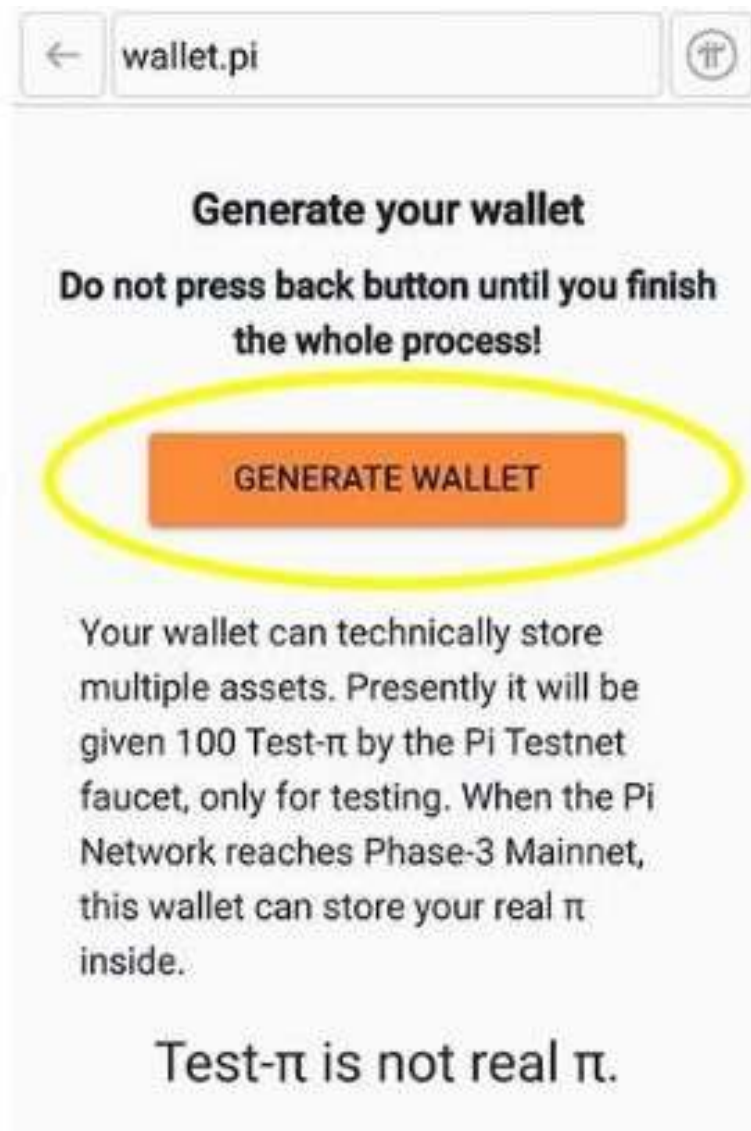 wallet.pi
Generate your wallet
Do not press back button until you finish
the whole process!
GENERATE WALLET
Your wallet can technically store
multiple assets. Presently it will be
given 100 Test-π by the Pi Testnet
faucet, only for testing. When the Pi
Network reaches Phase-3 Mainnet,
this wallet can store your real π
inside.
Test-π is not real π.